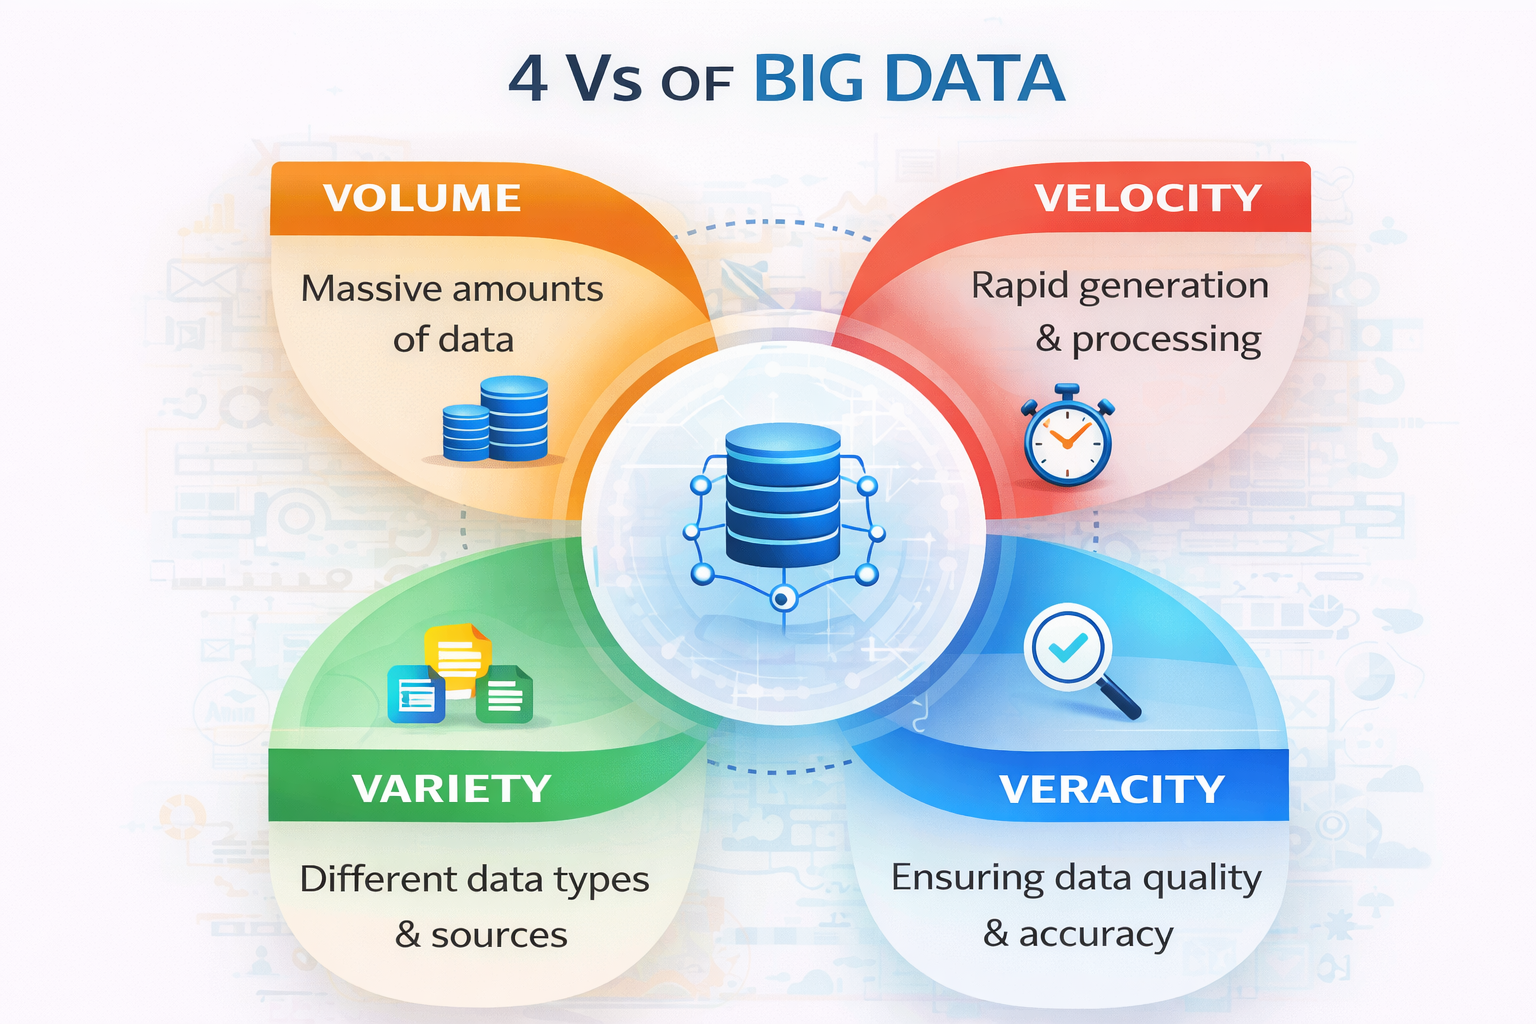 4 Vs OF BIG DATA
VOLUME
Massive amounts
of data
VELOCITY
Rapid generation
& processing
VARIETY
Different data types
& sources
VERACITY
Ensuring data quality
& accuracy